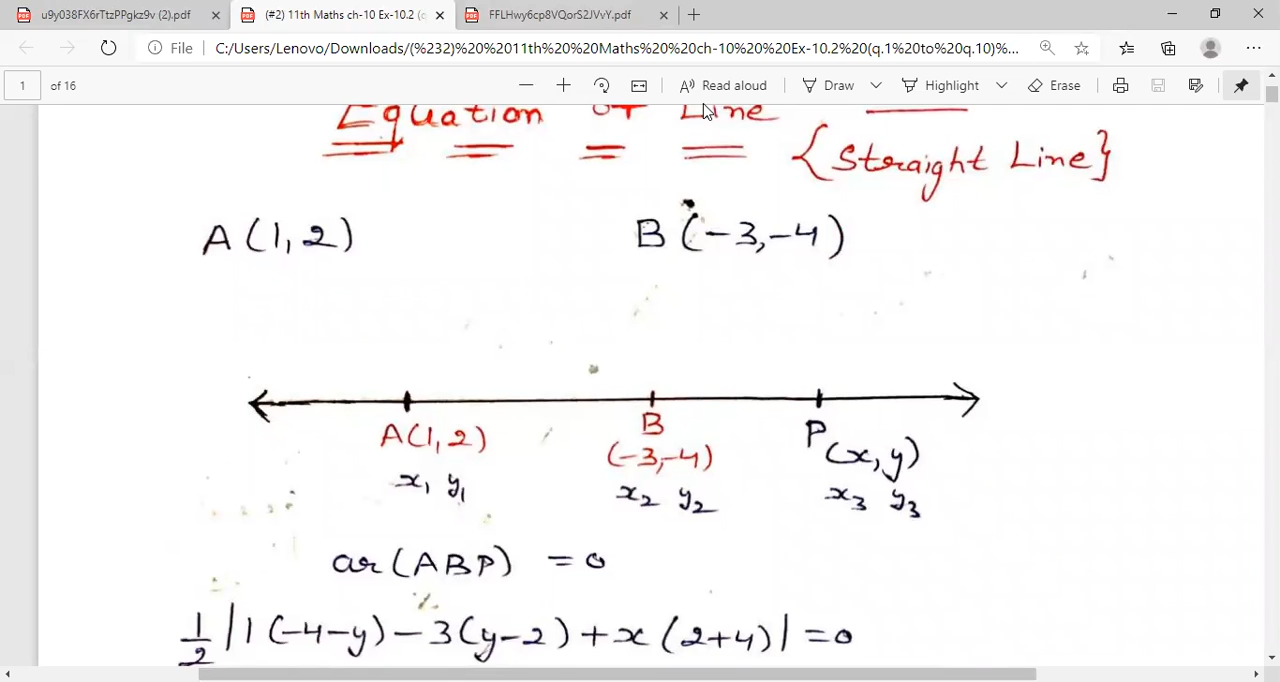 u9y038FX6rTtzPPgkz9v (2).pdf
(#2) 11th Maths ch-10 Ex-10.2 (
FFLHwy6cp8VQorS2JVvY.pdf
File
C:/Users/Lenovo/Downloads/(%232)%20%2011th%20%20Maths%20%20ch-10%20%20Ex-10.2%20(q.1%20to%20q.10)%...
1 of 16
Read aloud
Draw
Highlight
Erase
Equation of Line
{Straight Line}
A(1,2) B(-3,-4)
A(1,2) B P(x,y)
(-3,-4)
x₁ y₁ x₂ y₂ x₃ y₃
ar(ABP) = 0
1/2 |1(-4-y)-3(y-2)+x(2+4)| = 0